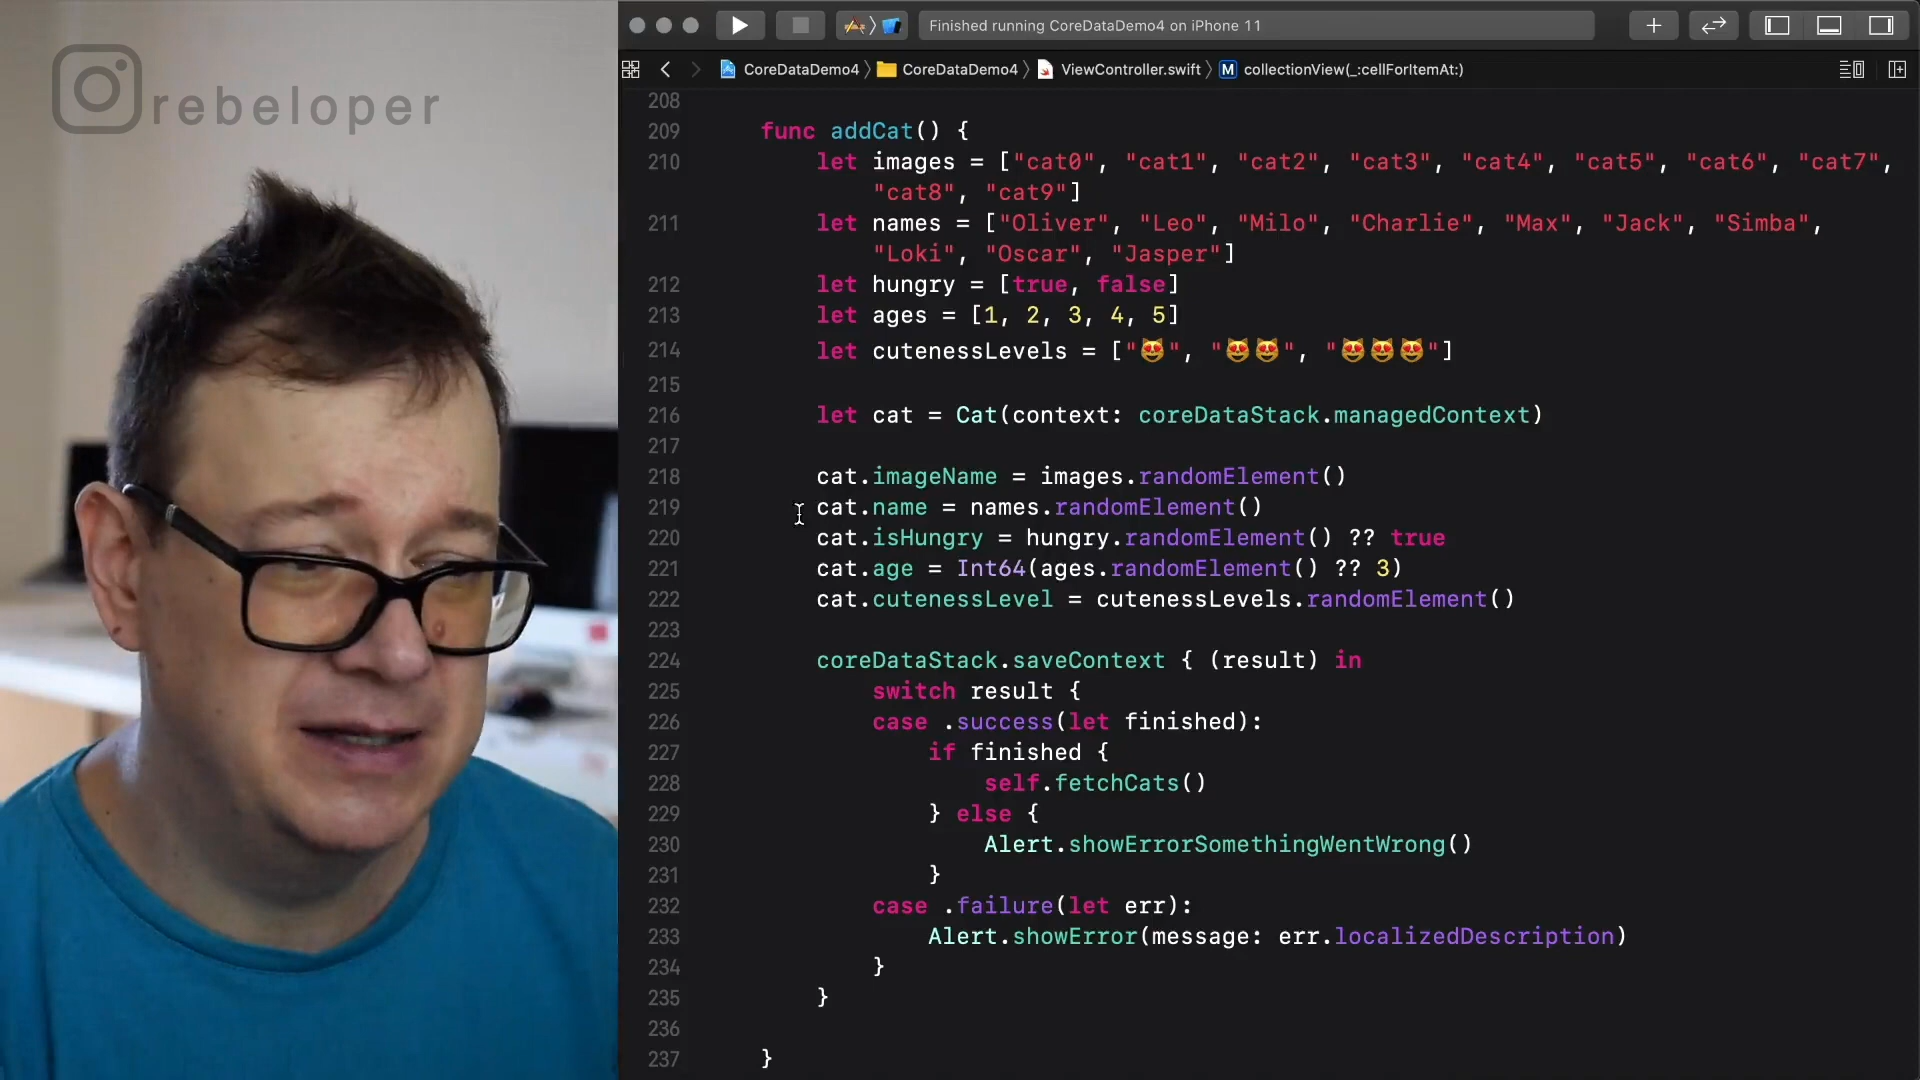 rebeloper
Finished running CoreDataDemo4 on iPhone 11
CoreDataDemo4 〉 CoreDataDemo4 〉 ViewController.swift 〉 M collectionView(_:cellForItemAt:)
208
209 func addCat() {
210 let images = ["cat0", "cat1", "cat2", "cat3", "cat4", "cat5", "cat6", "cat7",
"cat8", "cat9"]
211 let names = ["Oliver", "Leo", "Milo", "Charlie", "Max", "Jack", "Simba",
"Loki", "Oscar", "Jasper"]
212 let hungry = [true, false]
213 let ages = [1, 2, 3, 4, 5]
214 let cutenessLevels = ["😻", "😻😻", "😻😻😻"]
215
216 let cat = Cat(context: coreDataStack.managedContext)
217
218 cat.imageName = images.randomElement()
219 cat.name = names.randomElement()
220 cat.isHungry = hungry.randomElement() ?? true
221 cat.age = Int64(ages.randomElement() ?? 3)
222 cat.cutenessLevel = cutenessLevels.randomElement()
223
224 coreDataStack.saveContext { (result) in
225 switch result {
226 case .success(let finished):
227 if finished {
228 self.fetchCats()
229 } else {
230 Alert.showErrorSomethingWentWrong()
231 }
232 case .failure(let err):
233 Alert.showError(message: err.localizedDescription)
234 }
235 }
236
237 }